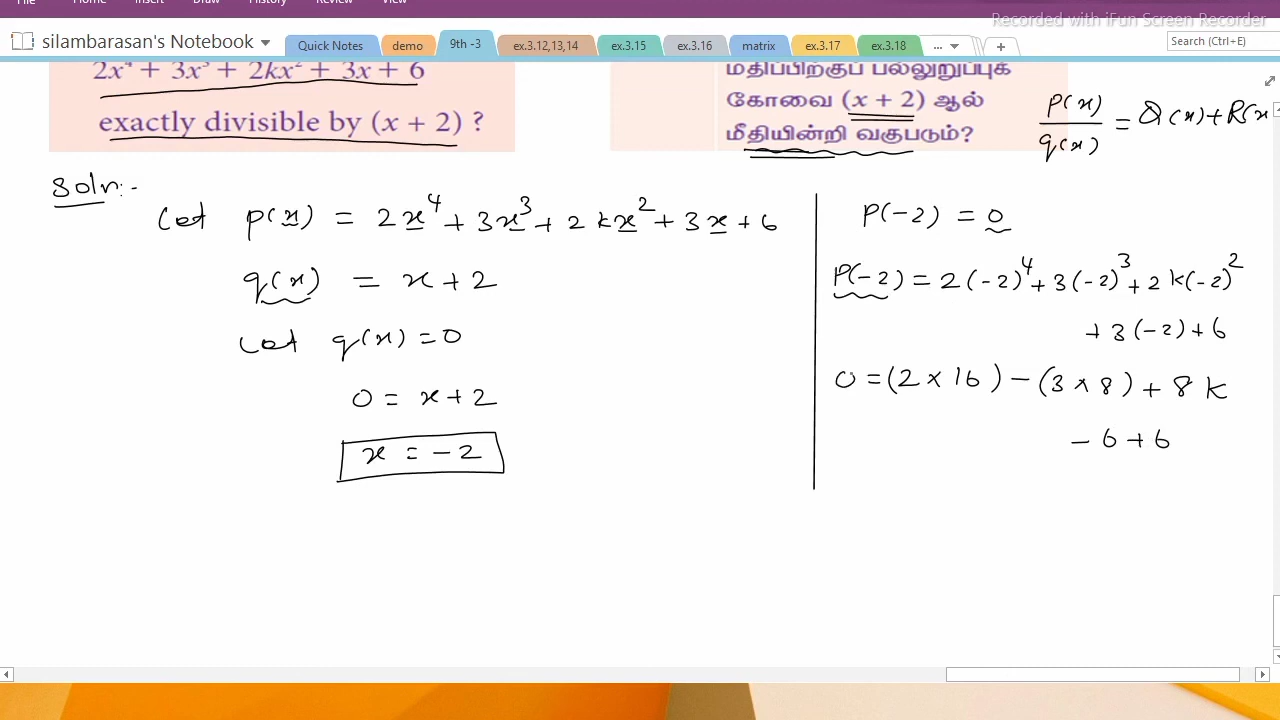 File Home Insert Draw History Review View
Recorded with iFun Screen Recorder
silambarasan's Notebook
Quick Notes demo 9th -3 ex.3.12,13,14 ex.3.15 ex.3.16 matrix ex.3.17 ex.3.18 ... +
Search (Ctrl+E)
2x⁴ + 3x³ + 2kx² + 3x + 6
exactly divisible by (x + 2) ?
மதிப்பிற்குப் பல்லுறுப்புக்
கோவை (x + 2) ஆல்
மீதியின்றி வகுபடும்?
p(x)/q(x) = Q(x)+R(x
Soln:-
Let p(x) = 2x⁴ + 3x³ + 2kx² + 3x + 6
q(x) = x + 2
Let q(x) = 0
0 = x + 2
x = -2
P(-2) = 0
P(-2) = 2(-2)⁴ + 3(-2)³ + 2k(-2)²
+ 3(-2) + 6
0 = (2 × 16) - (3 × 8) + 8k
- 6 + 6